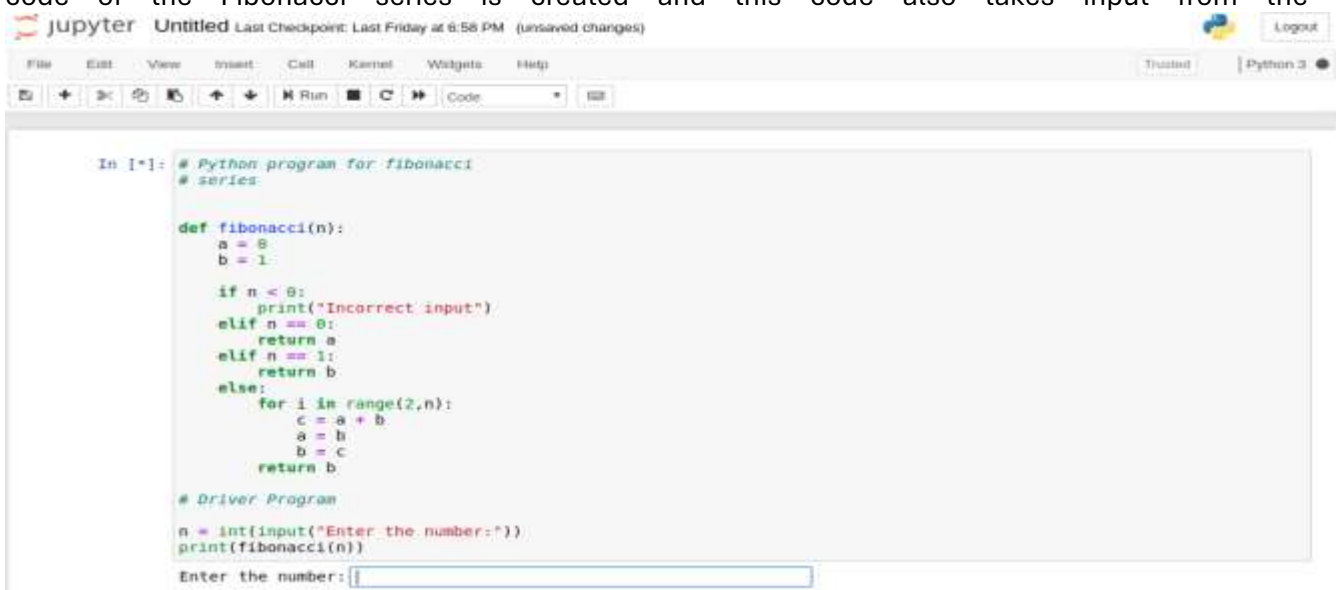 code of the Fibonacci series is created and this code also takes input from the
jupyter Untitled Last Checkpoint: Last Friday at 6:58 PM (unsaved changes) Logout
File Edit View Insert Cell Kernel Widgets Help Trusted Python 3
Run Code
In [*]: # Python program for fibonacci
# series
def fibonacci(n):
a = 0
b = 1
if n < 0:
print("Incorrect input")
elif n == 0:
return a
elif n == 1:
return b
else:
for i in range(2,n):
c = a + b
a = b
b = c
return b
# Driver Program
n = int(input("Enter the number:"))
print(fibonacci(n))
Enter the number: